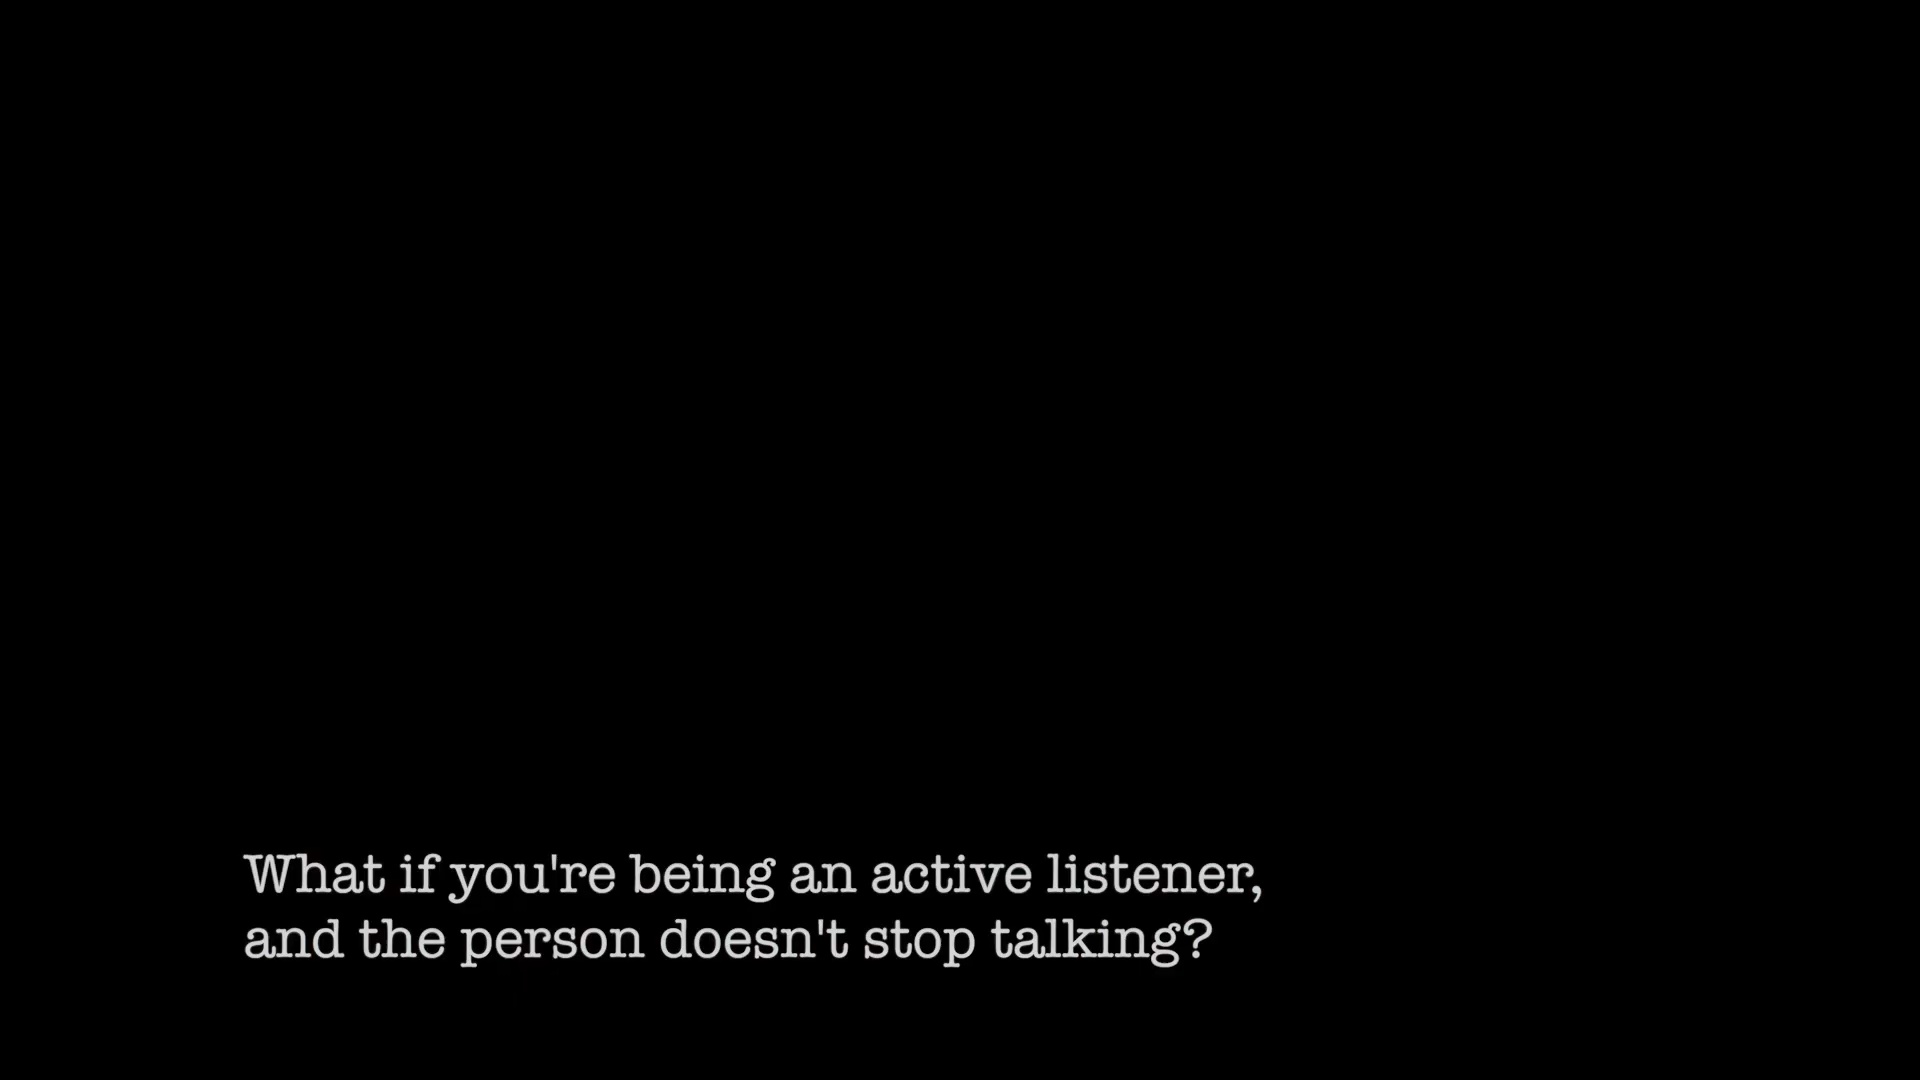 What if you're being an active listener,
and the person doesn't stop talking?